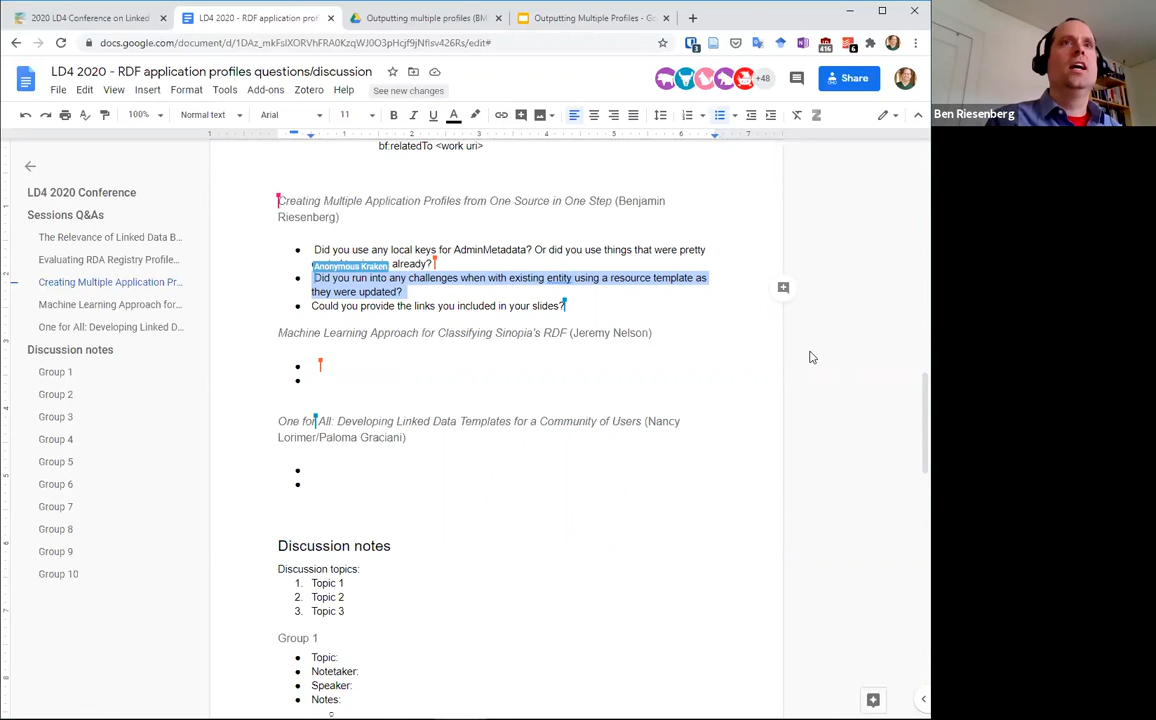 2020 LD4 Conference on Linked
LD4 2020 - RDF application prof
Outputting multiple profiles (BM
Outputting Multiple Profiles - Go
docs.google.com/document/d/1DAz_mkFslXORVhFRA0KzqWJ0O3pHcjf9jNflsv426Rs/edit#
LD4 2020 - RDF application profiles questions/discussion
File Edit View Insert Format Tools Add-ons Zotero Help See new changes
+48
Share
100% Normal text Arial 11
bf:relatedTo <work uri>
LD4 2020 Conference
Sessions Q&As
The Relevance of Linked Data B...
Evaluating RDA Registry Profile...
Creating Multiple Application Pr...
Machine Learning Approach for ...
One for All: Developing Linked D...
Discussion notes
Group 1
Group 2
Group 3
Group 4
Group 5
Group 6
Group 7
Group 8
Group 9
Group 10
Creating Multiple Application Profiles from One Source in One Step (Benjamin
Riesenberg)
Did you use any local keys for AdminMetadata? Or did you use things that were pretty
already?
Anonymous Kraken
Did you run into any challenges when with existing entity using a resource template as
they were updated?
Could you provide the links you included in your slides?
Machine Learning Approach for Classifying Sinopia's RDF (Jeremy Nelson)
One for All: Developing Linked Data Templates for a Community of Users (Nancy
Lorimer/Paloma Graciani)
Discussion notes
Discussion topics:
1. Topic 1
2. Topic 2
3. Topic 3
Group 1
Topic:
Notetaker:
Speaker:
Notes:
Ben Riesenberg